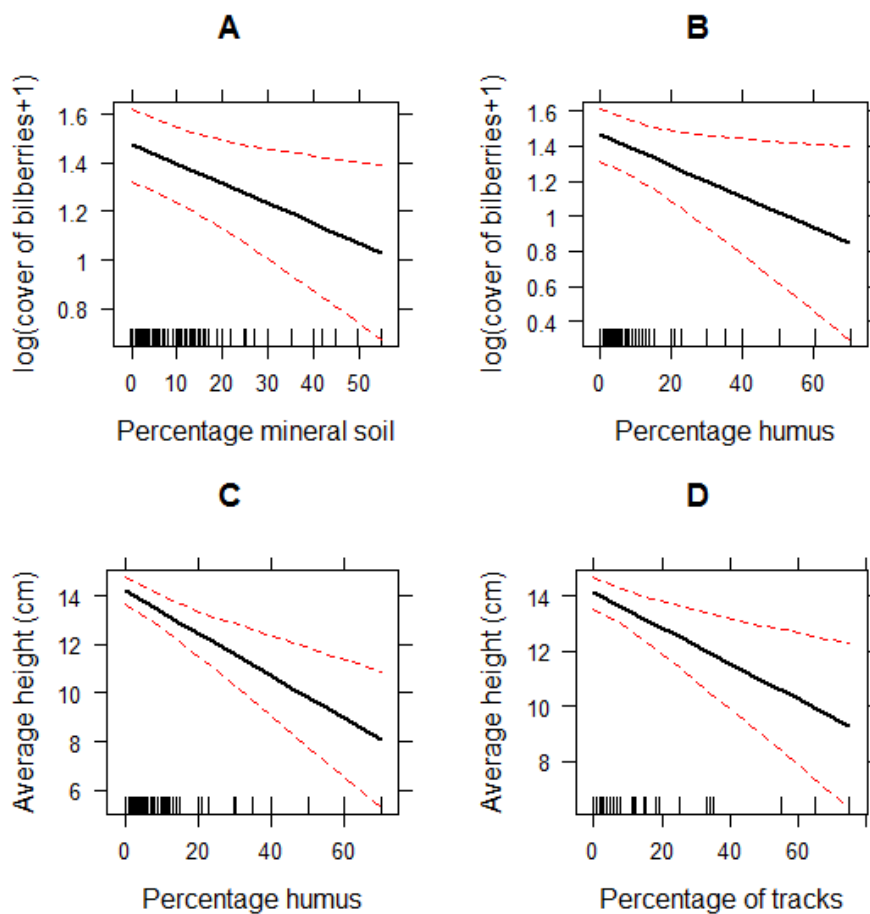 A
log(cover of bilberries+1)
1.6
1.4
1.2
1
0.8
0 10 20 30 40 50
Percentage mineral soil
B
log(cover of bilberries+1)
1.6
1.4
1.2
1
0.8
0.6
0.4
0 20 40 60
Percentage humus
C
Average height (cm)
14
12
10
8
6
0 20 40 60
Percentage humus
D
Average height (cm)
14
12
10
8
0 20 40 60
Percentage of tracks